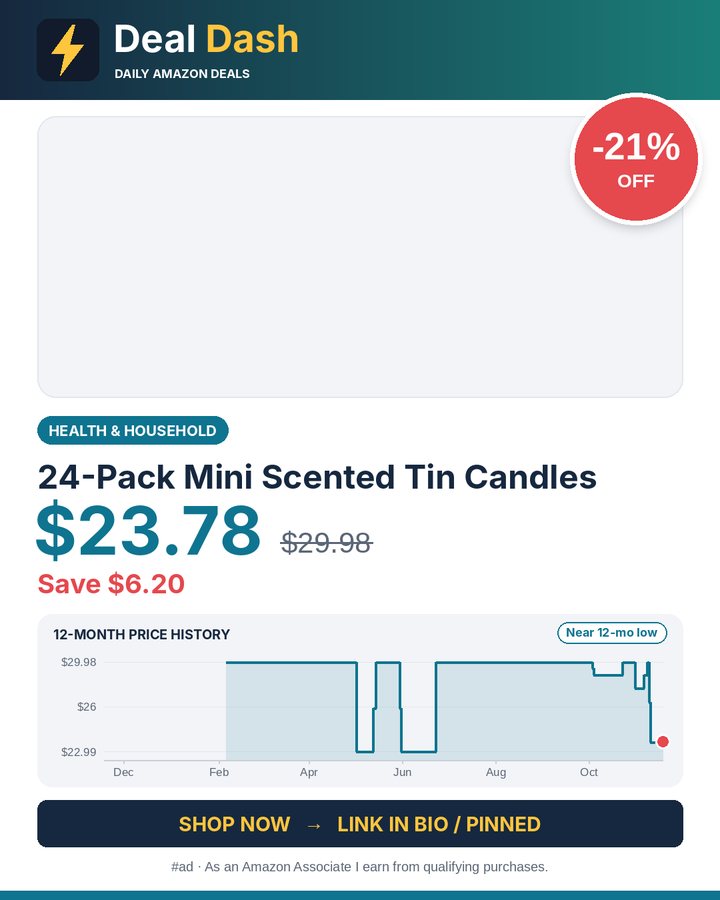 Deal Dash
DAILY AMAZON DEALS
-21%
OFF
HEALTH & HOUSEHOLD
24-Pack Mini Scented Tin Candles
$23.78 $29.98
Save $6.20
12-MONTH PRICE HISTORY
Near 12-mo low
$29.98
$26
$22.99
Dec Feb Apr Jun Aug Oct
SHOP NOW → LINK IN BIO / PINNED
#ad · As an Amazon Associate I earn from qualifying purchases.